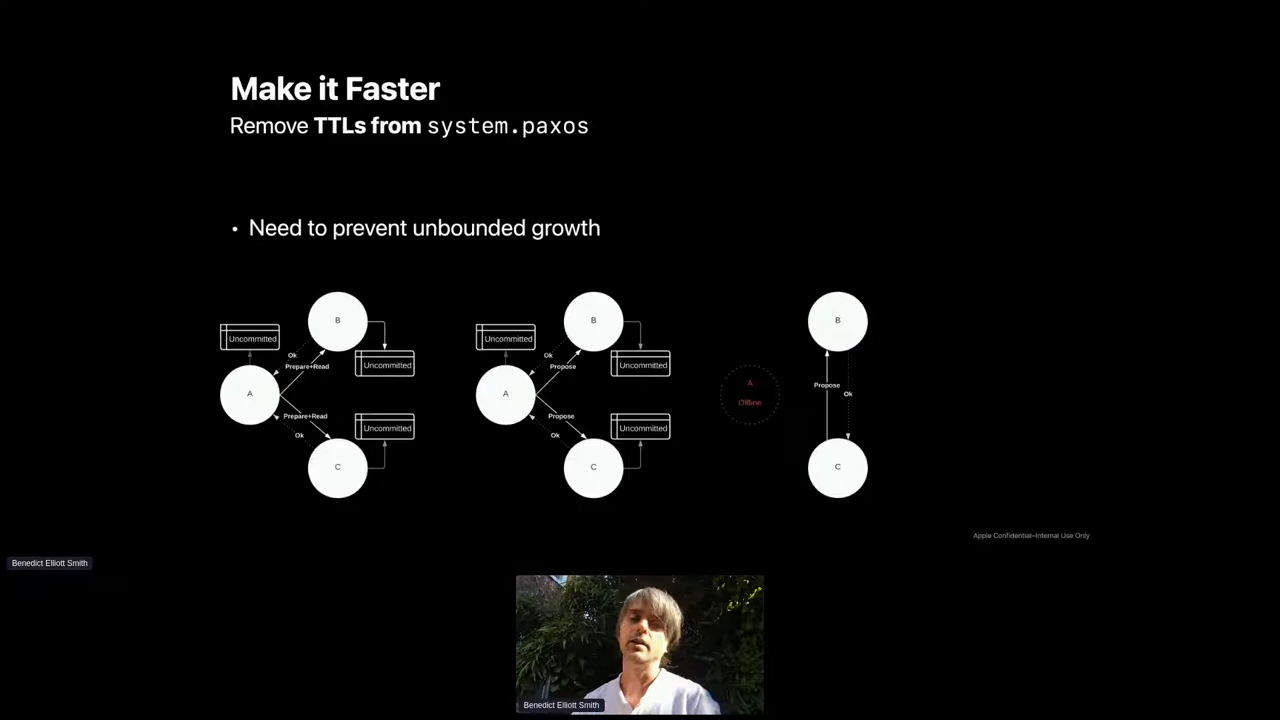 Make it Faster
Remove TTLs from system.paxos
• Need to prevent unbounded growth
B
Uncommitted
Ok
Uncommitted
Prepare+Read
A
Prepare+Read
Uncommitted
Ok
C
B
Uncommitted
Ok
Uncommitted
Propose
A
Propose
Uncommitted
Ok
C
B
A
Offline
Propose
Ok
C
Apple Confidential–Internal Use Only
Benedict Elliott Smith
Benedict Elliott Smith